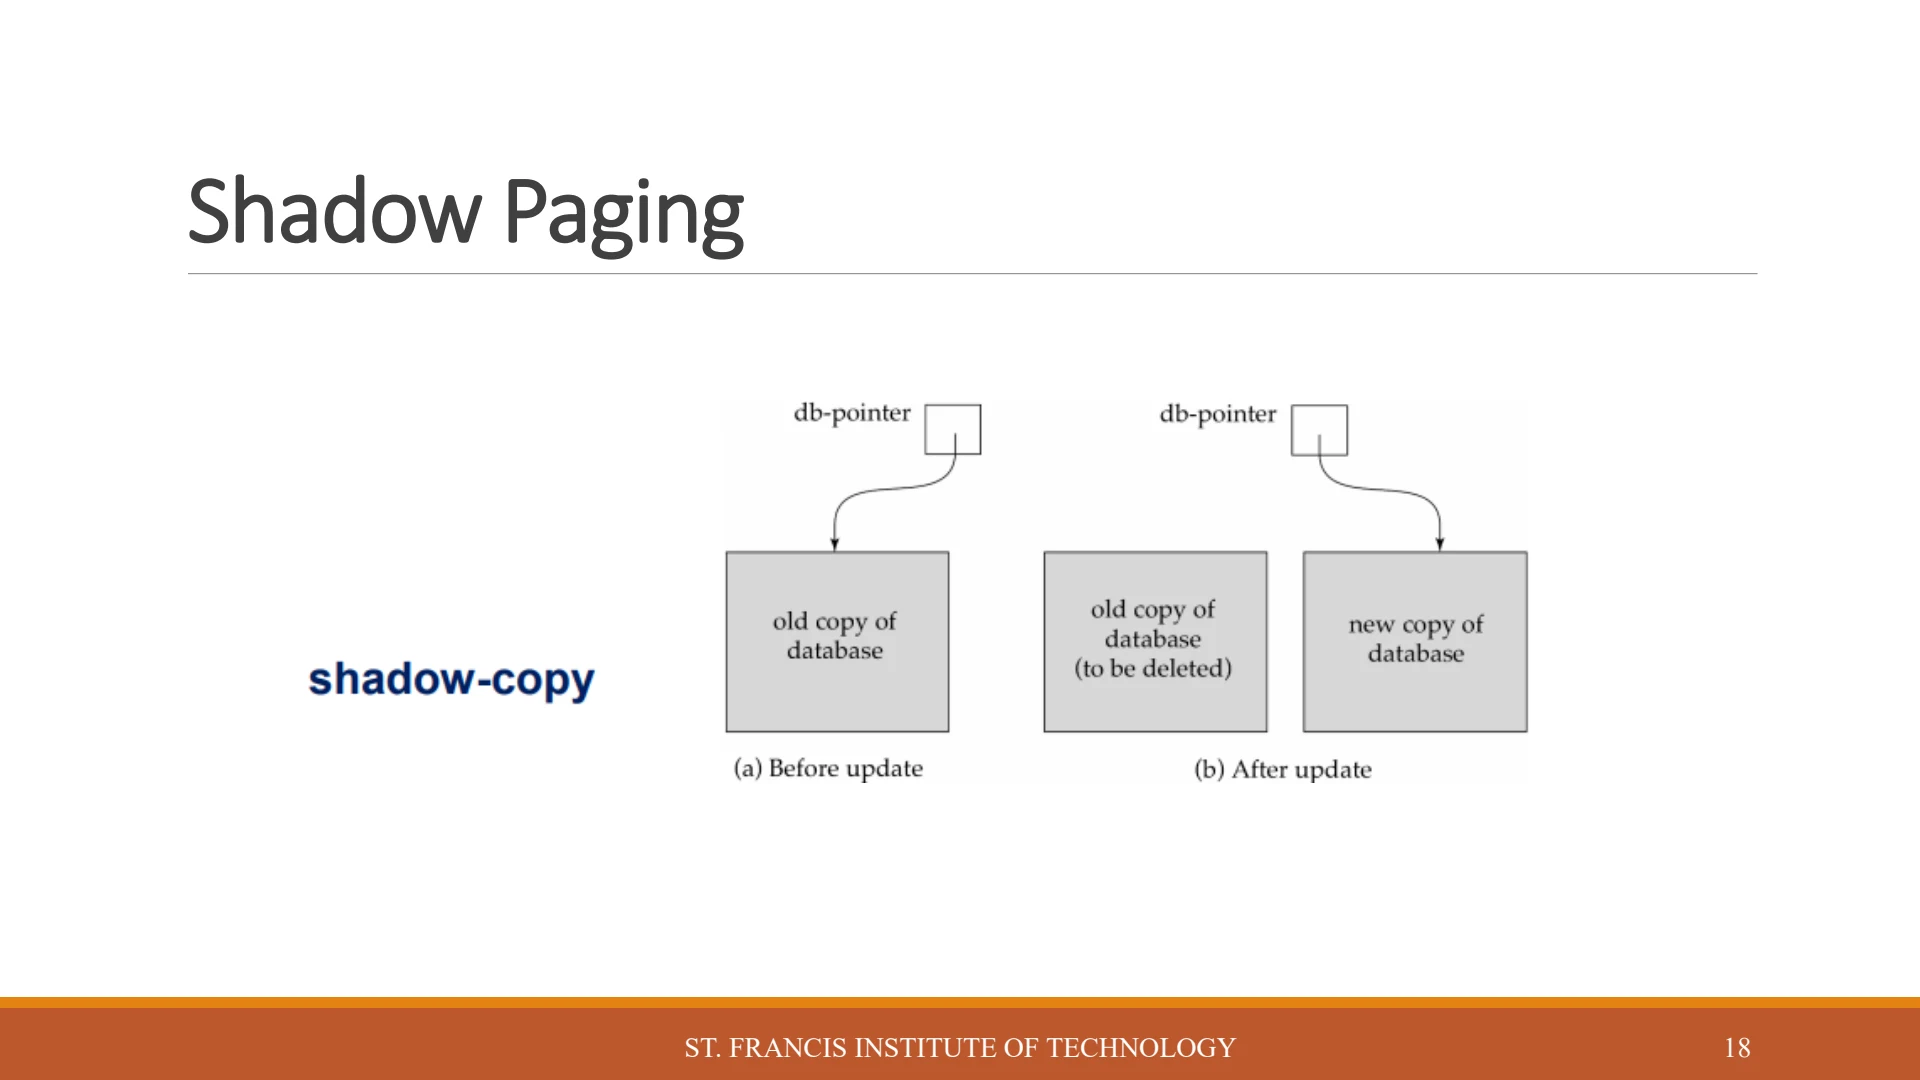 Shadow Paging
shadow-copy
db-pointer
old copy of
database
(a) Before update
db-pointer
old copy of
database
(to be deleted)
new copy of
database
(b) After update
ST. FRANCIS INSTITUTE OF TECHNOLOGY
18